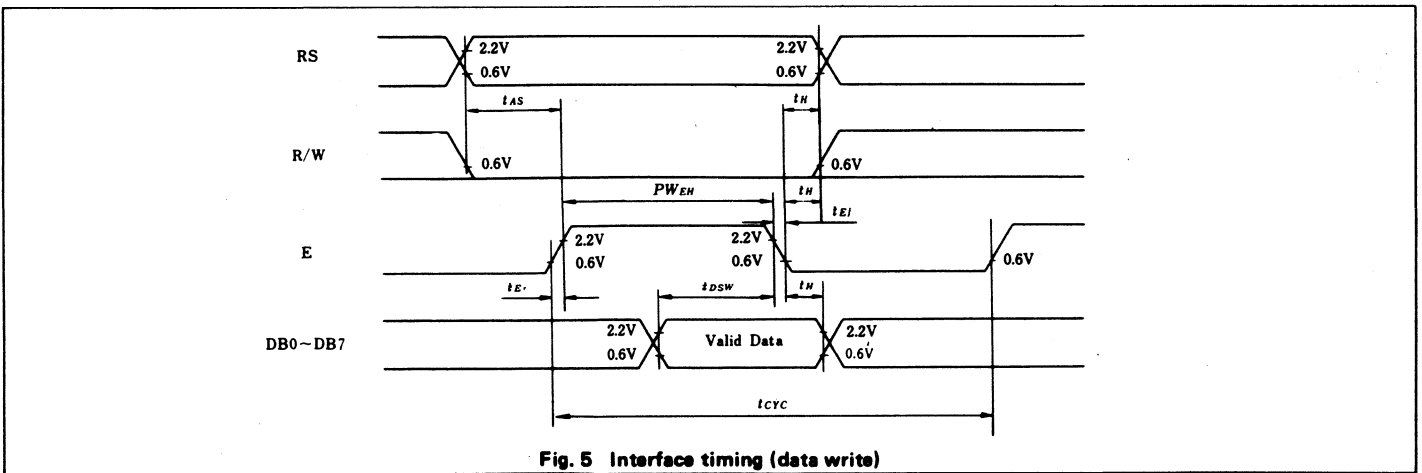 RS
2.2V
0.6V
2.2V
0.6V
tAS
tH
R/W
0.6V
0.6V
PWEH
tH
tEf
E
2.2V
0.6V
2.2V
0.6V
0.6V
tEr
tDSW
tH
DB0~DB7
2.2V
0.6V
Valid Data
2.2V
0.6V
tCYC
Fig. 5 Interface timing (data write)